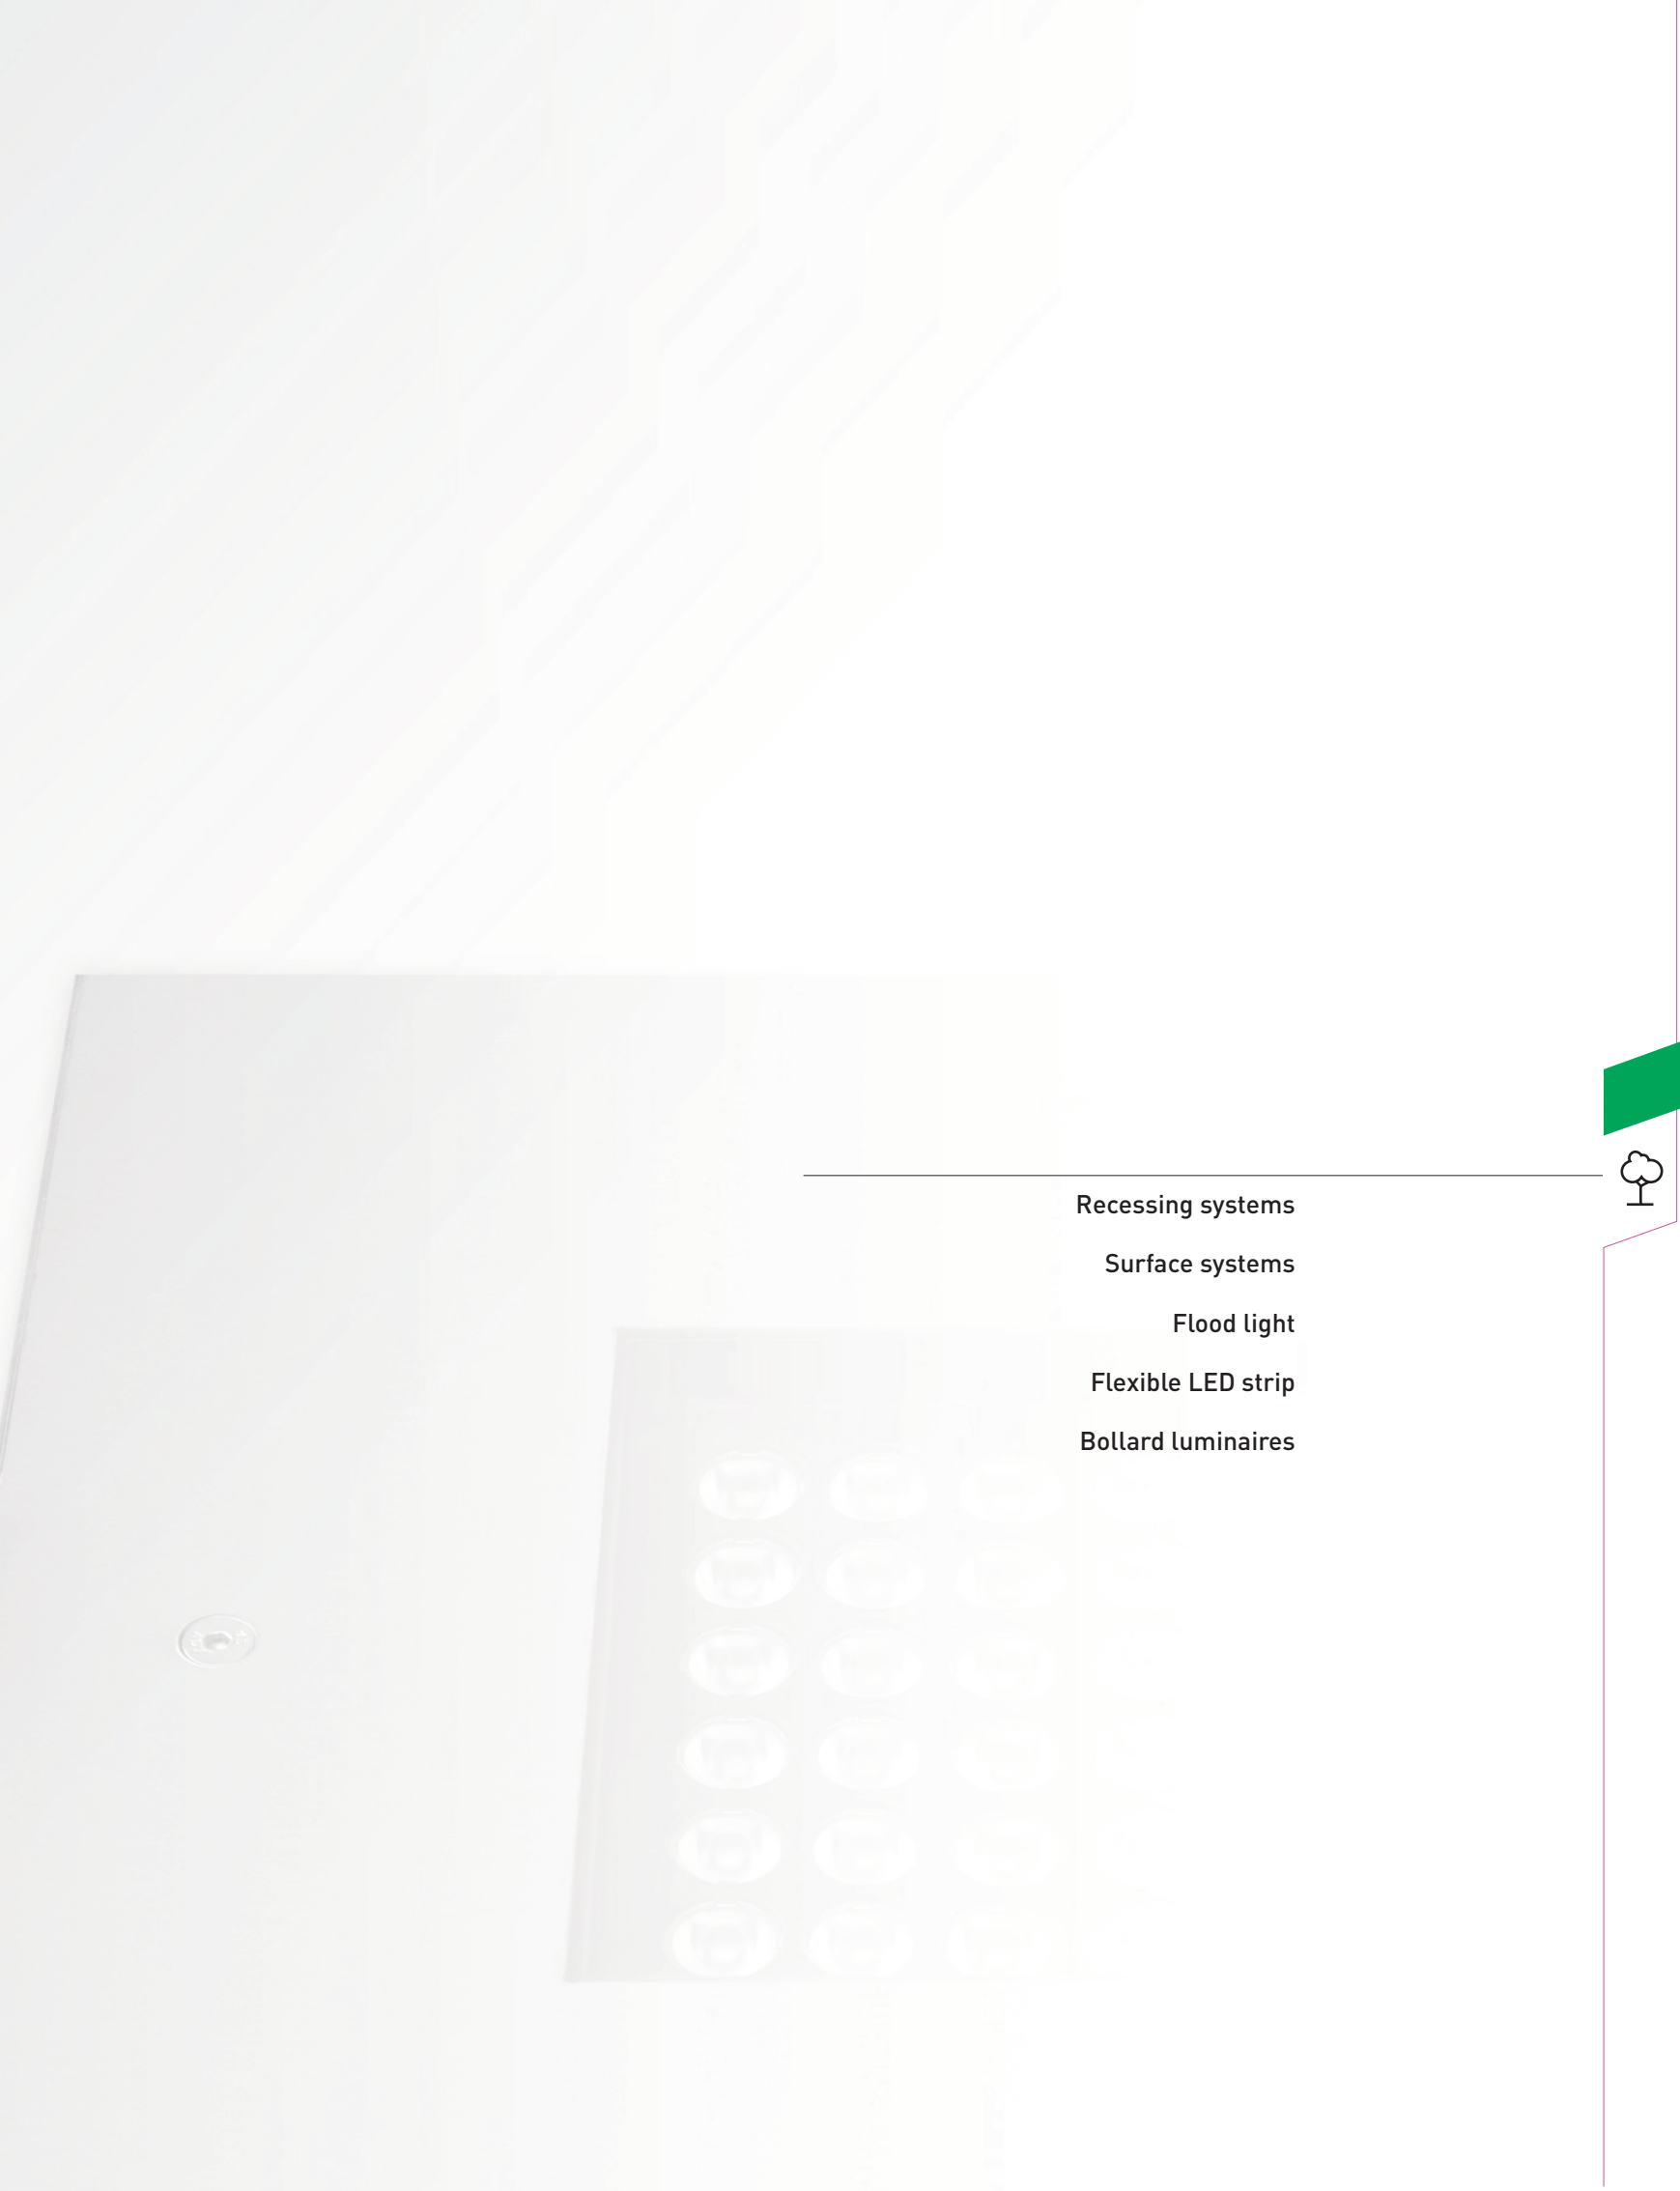 Recessing systems
Surface systems
Flood light
Flexible LED strip
Bollard luminaires